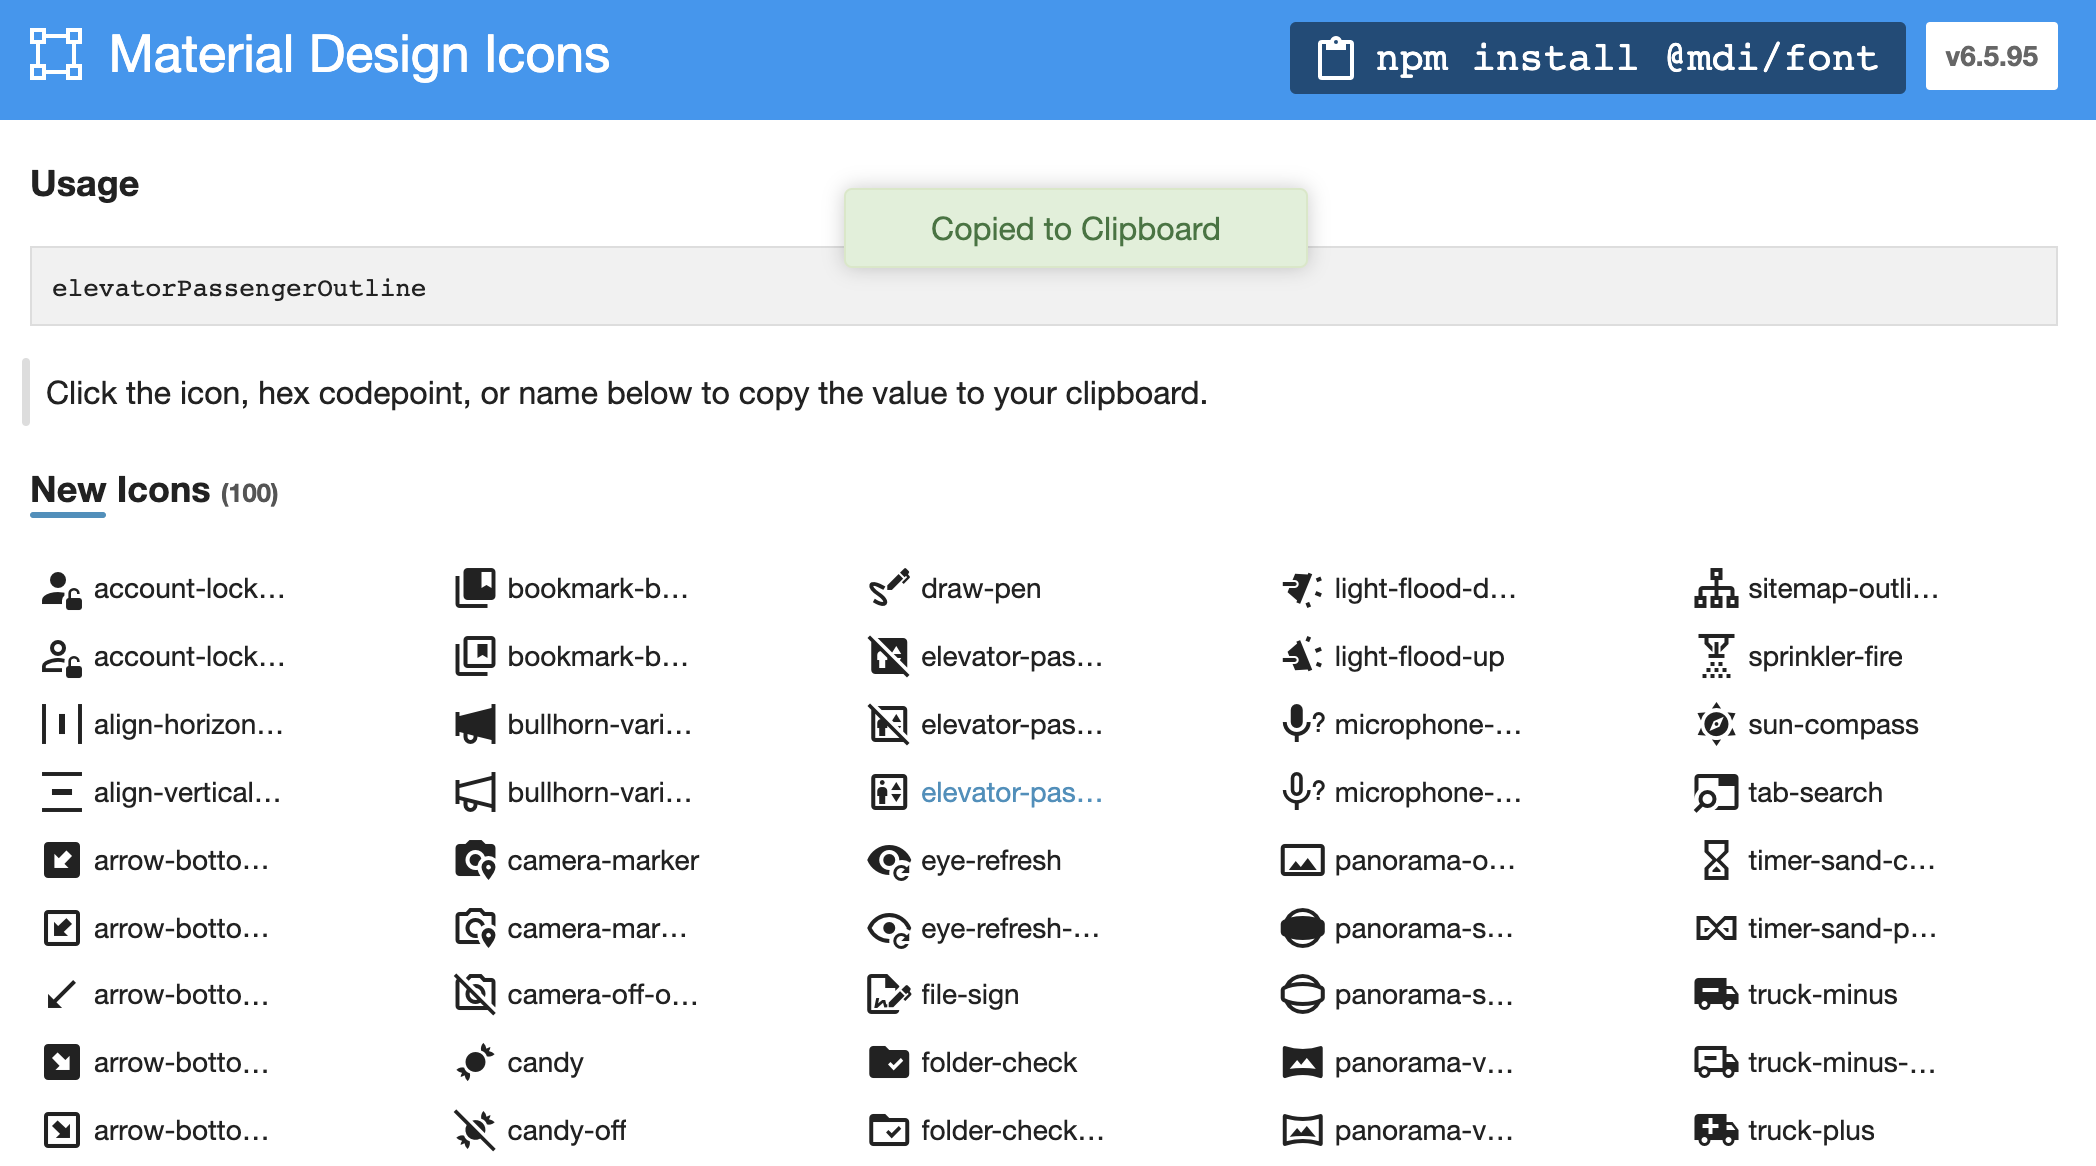 Material Design Icons
npm install @mdi/font
v6.5.95
Usage
Copied to Clipboard
elevatorPassengerOutline
Click the icon, hex codepoint, or name below to copy the value to your clipboard.
New Icons (100)
account-lock...
bookmark-b...
draw-pen
light-flood-d...
sitemap-outli...
account-lock...
bookmark-b...
elevator-pas...
light-flood-up
sprinkler-fire
align-horizon...
bullhorn-vari...
elevator-pas...
microphone-...
sun-compass
align-vertical...
bullhorn-vari...
elevator-pas...
microphone-...
tab-search
arrow-botto...
camera-marker
eye-refresh
panorama-o...
timer-sand-c...
arrow-botto...
camera-mar...
eye-refresh-...
panorama-s...
timer-sand-p...
arrow-botto...
camera-off-o...
file-sign
panorama-s...
truck-minus
arrow-botto...
candy
folder-check
panorama-v...
truck-minus-...
arrow-botto...
candy-off
folder-check...
panorama-v...
truck-plus